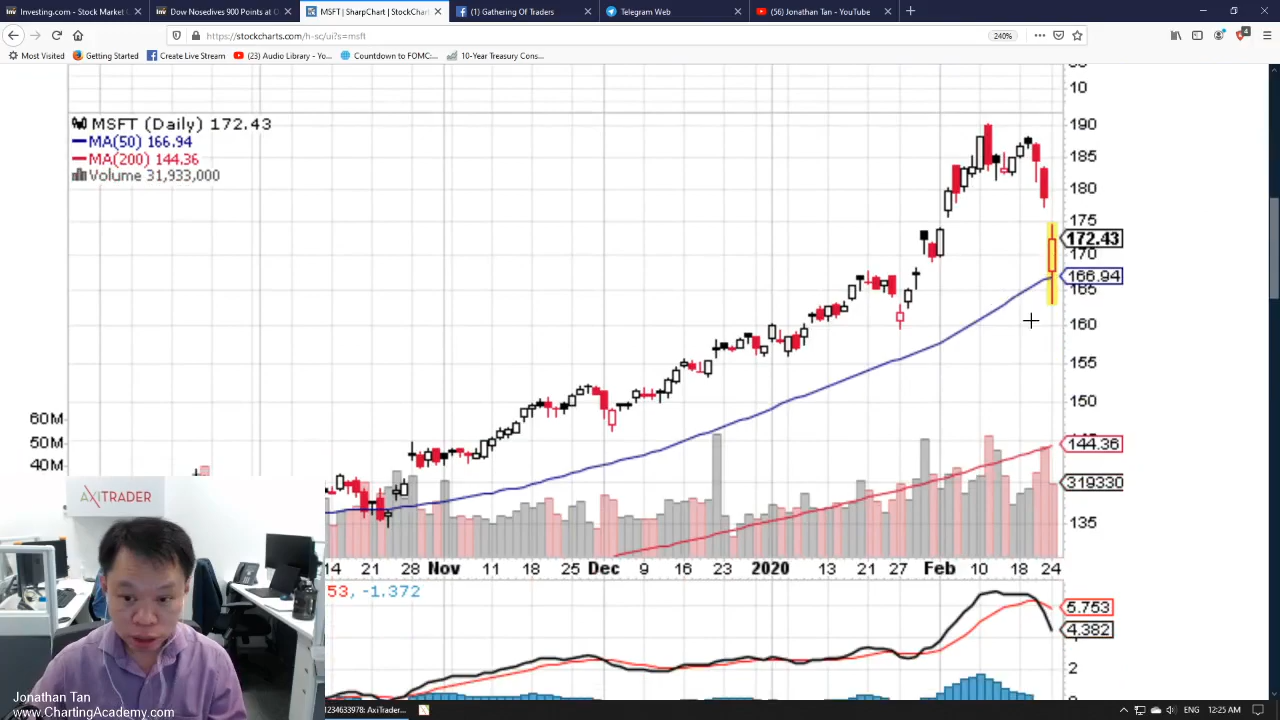 Investing.com - Stock Market Q
Dow Nosedives 900 Points at O
MSFT | SharpChart | StockChart
(1) Gathering Of Traders
Telegram Web
(56) Jonathan Tan - YouTube
https://stockcharts.com/h-sc/ui?s=msft
240%
Most Visited
Getting Started
Create Live Stream
(23) Audio Library - Yo...
Countdown to FOMC:...
10-Year Treasury Cons...
10
MSFT (Daily) 172.43
MA(50) 166.94
MA(200) 144.36
Volume 31,933,000
190
185
180
175
172.43
170
166.94
165
160
155
150
144.36
319330
135
60M
50M
40M
14 21 28 Nov 11 18 25 Dec 9 16 23 2020 13 21 27 Feb 10 18 24
53, -1.372
5.753
4.382
2
0
AXITRADER
Jonathan Tan
www.ChartingAcademy.com
1234633978: AxiTrader...
ENG
12:25 AM